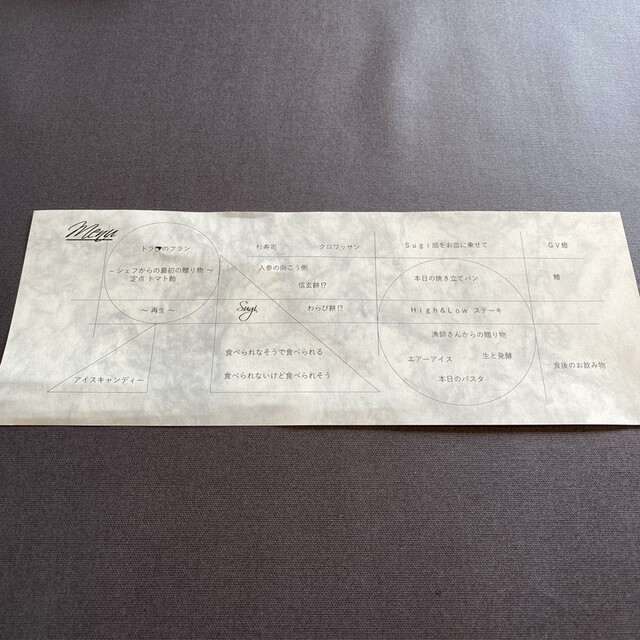 Menu
トラ のフラン
～シェフからの最初の贈り物～
定点 トマト飴
～再生～
アイスキャンディー
杉寿司
クロワッサン
人参の向こう側
信玄餅!?
Sugi,
わらび餅!?
食べられなそうで食べられる
食べられないけど食べられそう
Sugi畑をお皿に乗せて
本日の焼き立てパン
High&Low ステーキ
漁師さんからの贈り物
エアーアイス
生と発酵
本日のパスタ
GV鰹
鰹
食後のお飲み物